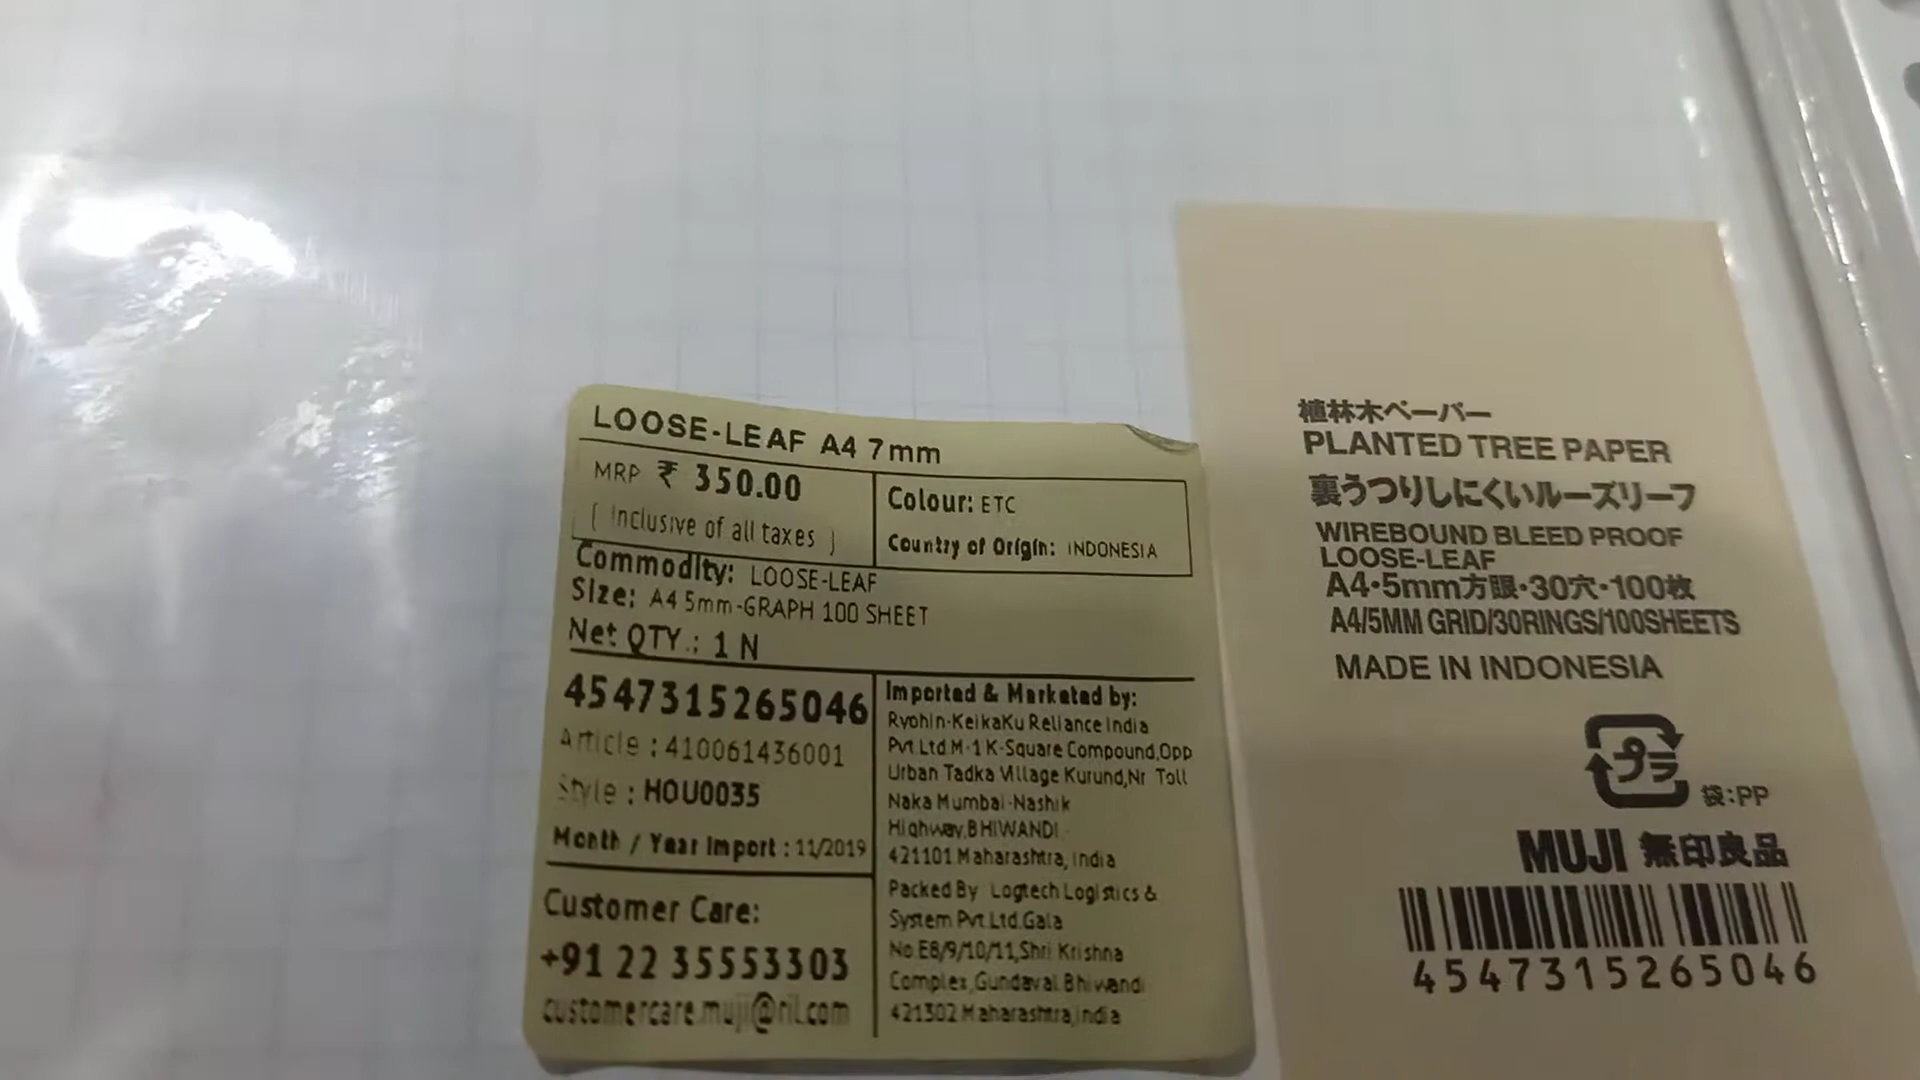 LOOSE-LEAF A4 7mm
MRP ₹ 350.00
( Inclusive of all taxes )
Colour: ETC
Country of Origin: INDONESIA
Commodity: LOOSE-LEAF
Size: A4 5mm-GRAPH 100 SHEET
Net QTY.: 1 N
4547315265046
Article : 410061436001
Style : HOU0035
Month / Year Import : 11/2019
Customer Care:
+91 22 35553303
customercare.muji@ril.com
Imported & Marketed by:
Ryohin-KeikaKu Reliance India
Pvt.Ltd.M-1 K-Square Compound,Opp
Urban Tadka Village Kurund,Nr Toll
Naka Mumbai-Nashik
Highway,BHIWANDI -
421101.Maharashtra, India
Packed By Logtech Logistics &
System Pvt.Ltd.Gala
No.E8/9/10/11,Shri Krishna
Complex,Gundaval.Bhiwandi
421302 Maharashtra,india
植林木ペーパー
PLANTED TREE PAPER
裏うつりしにくいルーズリーフ
WIREBOUND BLEED PROOF
LOOSE-LEAF
A4・5mm方眼・30穴・100枚
A4/5MM GRID/30RINGS/100SHEETS
MADE IN INDONESIA
プラ
袋:PP
MUJI 無印良品
4547315265046